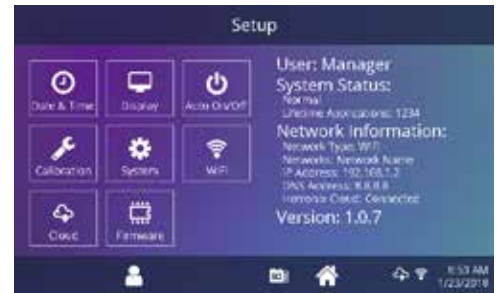 Setup
Date & Time
Display
Auto On/Off
Calibration
System
WiFi
Cloud
Firmware
User: Manager
System Status:
Normal
Lifetime Applications: 1234
Network Information:
Network Type: WiFi
Networks: Network Name
IP Address: 192.168.1.2
DNS Address: 8.8.8.8
Cloud: Connected
Version: 1.0.7
8:53 AM
1/23/2018